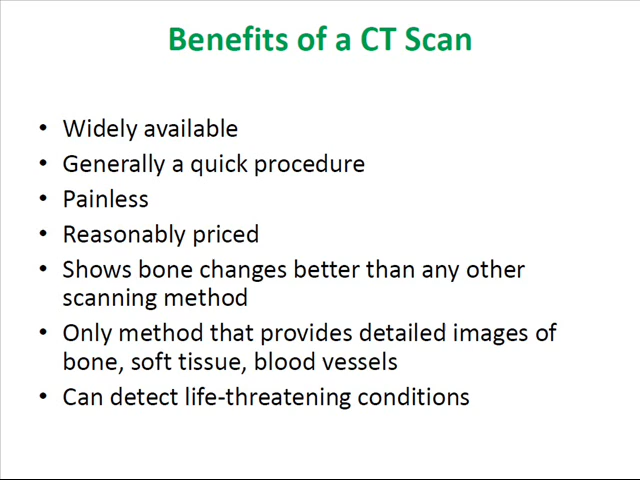 Benefits of a CT Scan
• Widely available
• Generally a quick procedure
• Painless
• Reasonably priced
• Shows bone changes better than any other
scanning method
• Only method that provides detailed images of
bone, soft tissue, blood vessels
• Can detect life-threatening conditions